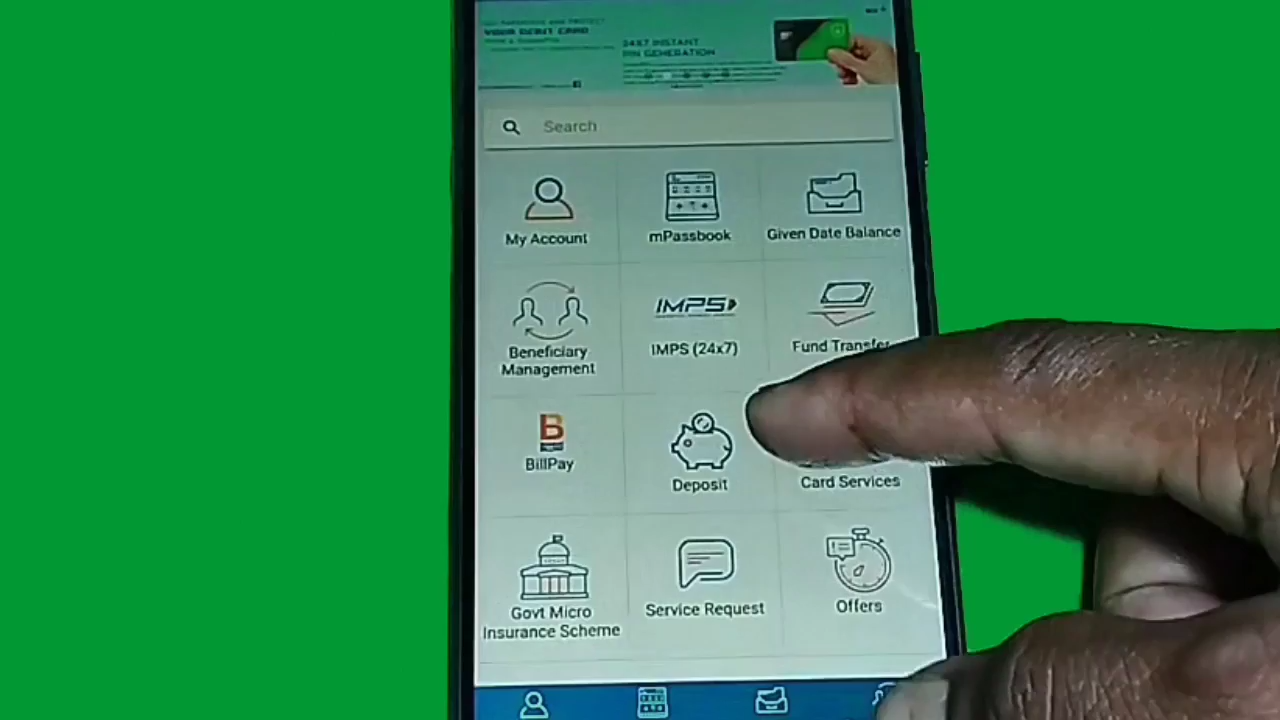 YOUR DEBIT CARD
24X7 INSTANT
PIN GENERATION
Search
My Account
mPassbook
Given Date Balance
Beneficiary
Management
IMPS
IMPS (24x7)
Fund Transfer
B
BillPay
Deposit
Card Services
Govt Micro
Insurance Scheme
Service Request
Offers